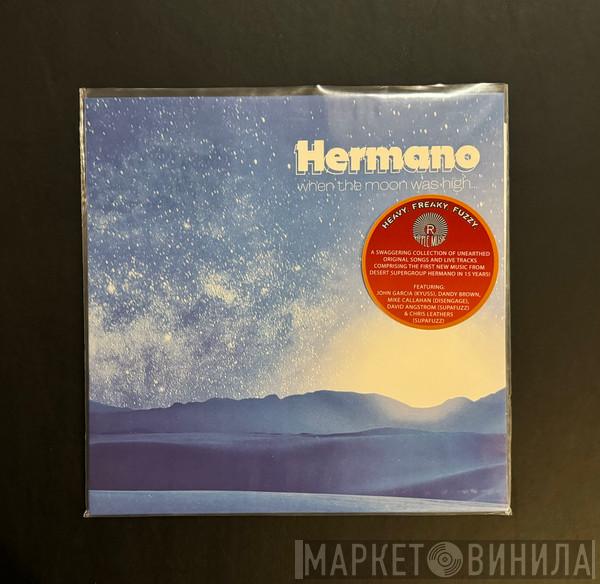 Hermano
when the moon was high...
HEAVY. FREAKY. FUZZY.
R
RIPPLE MUSIC
A SWAGGERING COLLECTION OF UNEARTHED
ORIGINAL SONGS AND LIVE TRACKS
COMPRISING THE FIRST NEW MUSIC FROM
DESERT SUPERGROUP HERMANO IN 15 YEARS!
FEATURING:
JOHN GARCIA (KYUSS), DANDY BROWN,
MIKE CALLAHAN (DISENGAGE),
DAVID ANGSTROM (SUPAFUZZ)
& CHRIS LEATHERS
(SUPAFUZZ)
МАРКЕТ ВИНИЛА